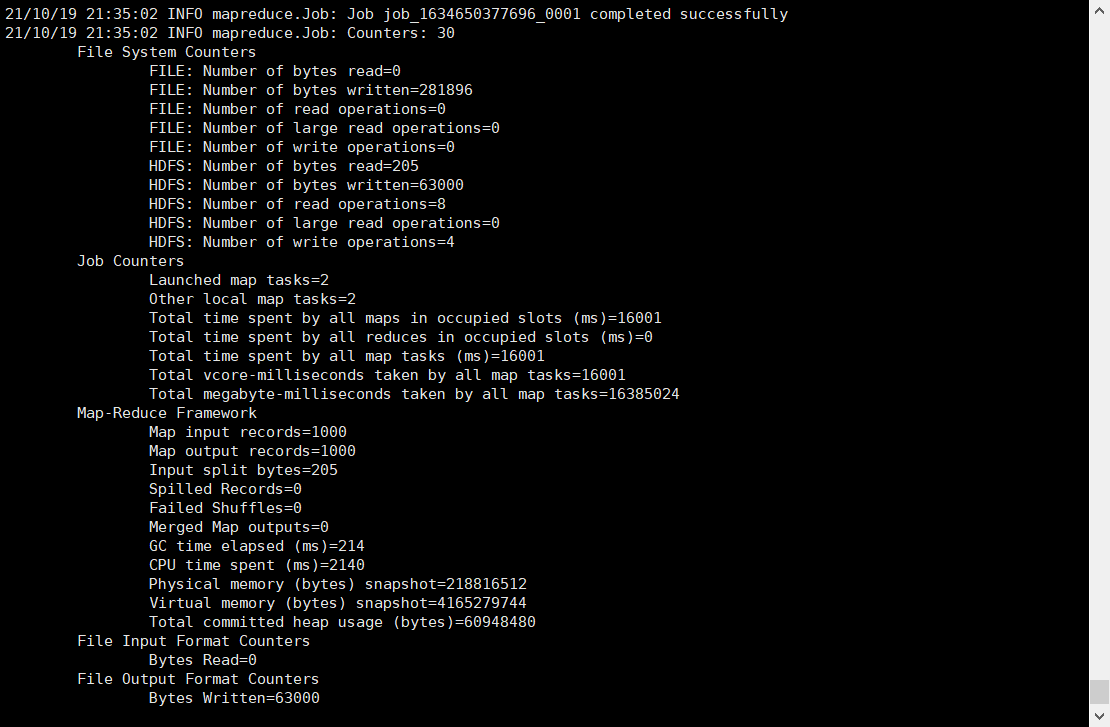 21/10/19 21:35:02 INFO mapreduce.Job: Job job_1634650377696_0001 completed successfully
21/10/19 21:35:02 INFO mapreduce.Job: Counters: 30
File System Counters
FILE: Number of bytes read=0
FILE: Number of bytes written=281896
FILE: Number of read operations=0
FILE: Number of large read operations=0
FILE: Number of write operations=0
HDFS: Number of bytes read=205
HDFS: Number of bytes written=63000
HDFS: Number of read operations=8
HDFS: Number of large read operations=0
HDFS: Number of write operations=4
Job Counters
Launched map tasks=2
Other local map tasks=2
Total time spent by all maps in occupied slots (ms)=16001
Total time spent by all reduces in occupied slots (ms)=0
Total time spent by all map tasks (ms)=16001
Total vcore-milliseconds taken by all map tasks=16001
Total megabyte-milliseconds taken by all map tasks=16385024
Map-Reduce Framework
Map input records=1000
Map output records=1000
Input split bytes=205
Spilled Records=0
Failed Shuffles=0
Merged Map outputs=0
GC time elapsed (ms)=214
CPU time spent (ms)=2140
Physical memory (bytes) snapshot=218816512
Virtual memory (bytes) snapshot=4165279744
Total committed heap usage (bytes)=60948480
File Input Format Counters
Bytes Read=0
File Output Format Counters
Bytes Written=63000